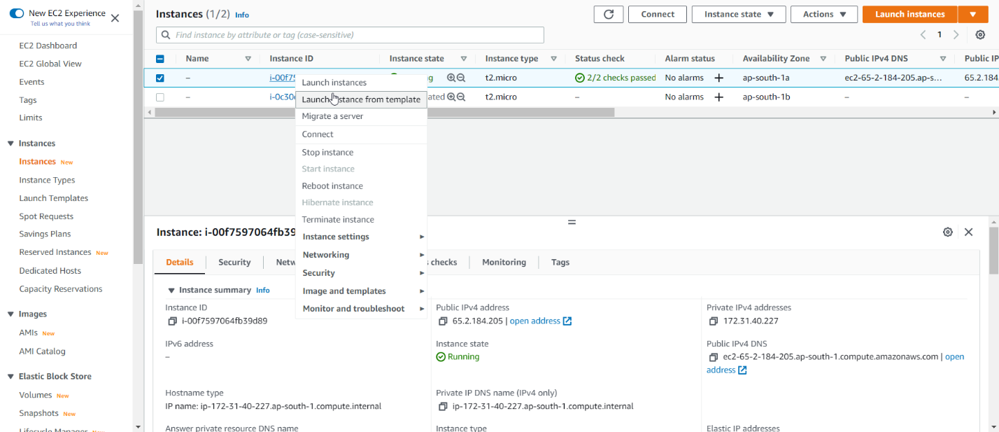 New EC2 Experience
Tell us what you think
EC2 Dashboard
EC2 Global View
Events
Tags
Limits
Instances
Instances New
Instance Types
Launch Templates
Spot Requests
Savings Plans
Reserved Instances New
Dedicated Hosts
Capacity Reservations
Images
AMIs New
AMI Catalog
Elastic Block Store
Volumes New
Snapshots New
Lifecycle Manager New
Instances (1/2) Info
Connect
Instance state
Actions
Launch instances
Find instance by attribute or tag (case-sensitive)
1
Name Instance ID Instance state Instance type Status check Alarm status Availability Zone Public IPv4 DNS Public IP
– i-00f75 t2.micro 2/2 checks passed No alarms + ap-south-1a ec2-65-2-184-205.ap-s... 65.2.184
– i-0c30 ated t2.micro – No alarms + ap-south-1b – –
Launch instances
Launch instance from template
Migrate a server
Connect
Stop instance
Start instance
Reboot instance
Hibernate instance
Terminate instance
Instance settings
Networking
Security
Image and templates
Monitor and troubleshoot
Instance: i-00f7597064fb39
Details Security Netw checks Monitoring Tags
Instance summary Info
Instance ID
i-00f7597064fb39d89
Public IPv4 address
65.2.184.205 | open address
Private IPv4 addresses
172.31.40.227
IPv6 address
–
Instance state
Running
Public IPv4 DNS
ec2-65-2-184-205.ap-south-1.compute.amazonaws.com | open
address
Hostname type
IP name: ip-172-31-40-227.ap-south-1.compute.internal
Private IP DNS name (IPv4 only)
ip-172-31-40-227.ap-south-1.compute.internal
Answer private resource DNS name
Instance type
Elastic IP addresses